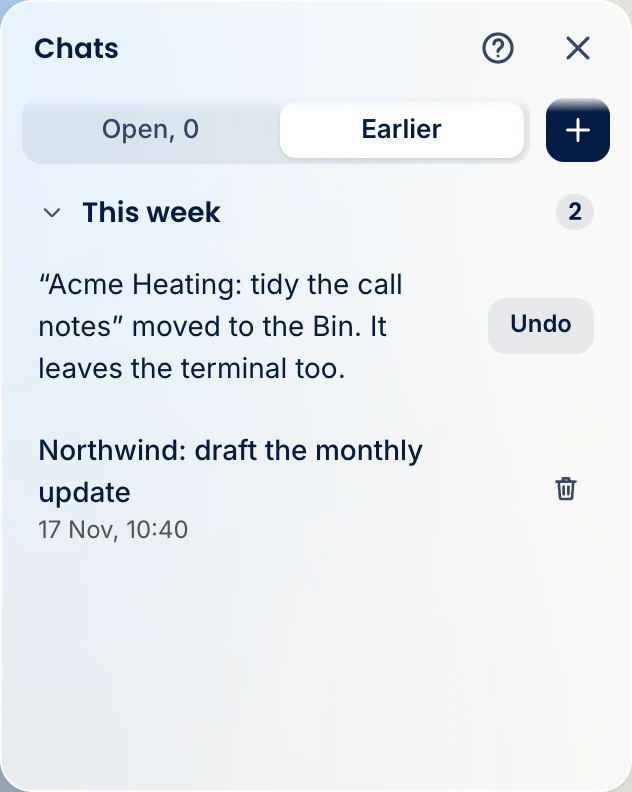 Chats
Open, 0
Earlier
This week
2
“Acme Heating: tidy the call
notes” moved to the Bin. It
leaves the terminal too.
Undo
Northwind: draft the monthly
update
17 Nov, 10:40